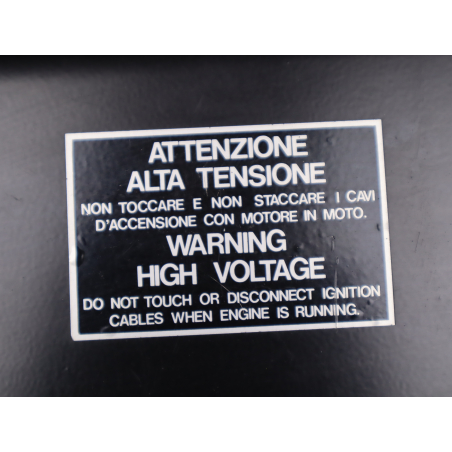 ATTENZIONE
ALTA TENSIONE
NON TOCCARE E NON STACCARE I CAVI
D'ACCENSIONE CON MOTORE IN MOTO.
WARNING
HIGH VOLTAGE
DO NOT TOUCH OR DISCONNECT IGNITION
CABLES WHEN ENGINE IS RUNNING.